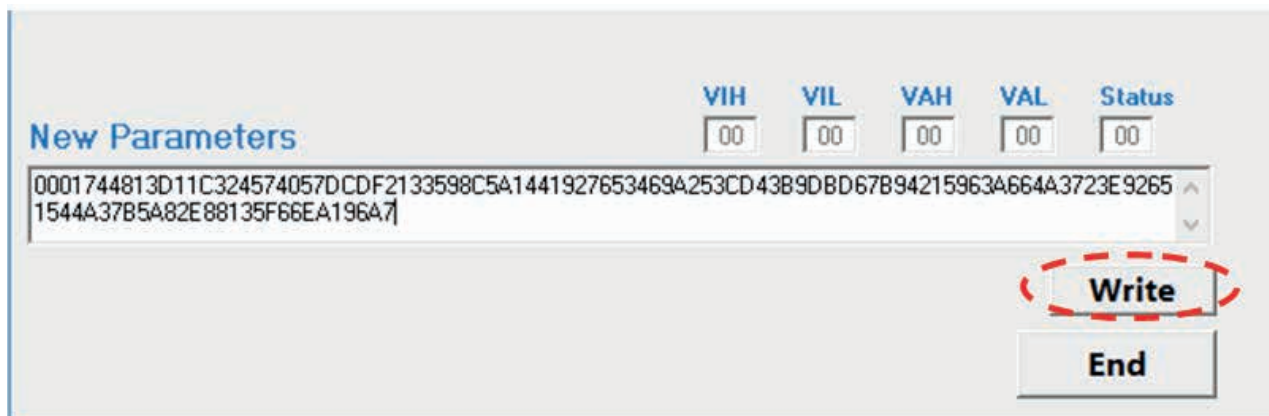 VIH VIL VAH VAL Status
New Parameters 00 00 00 00 00
0001744813D11C324574057DCDF2133598C5A1441927653469A253CD43B9DBD67B94215963A664A3723E9265
1544A37B5A82E88135F66EA196A7
Write
End